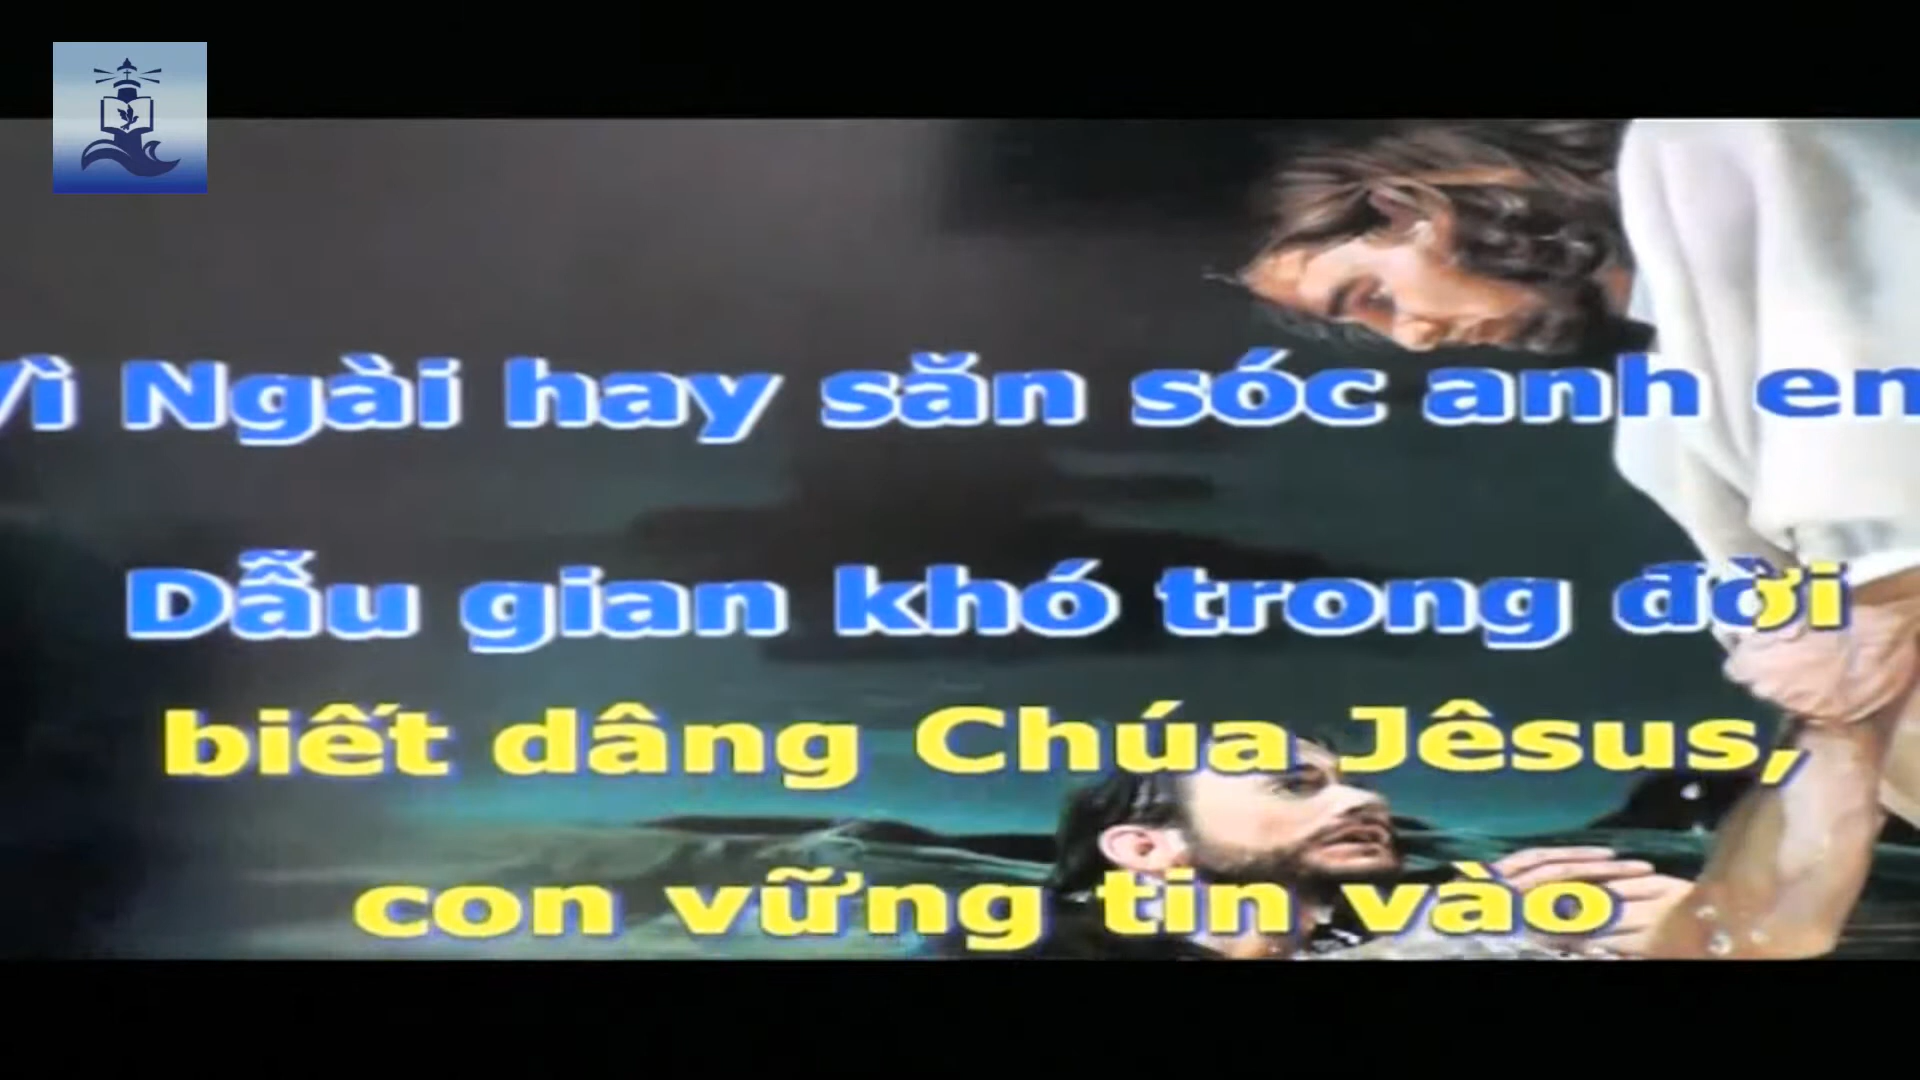 Vì Ngài hay săn sóc anh em
Dẫu gian khó trong đời
biết dâng Chúa Jêsus,
con vững tin vào